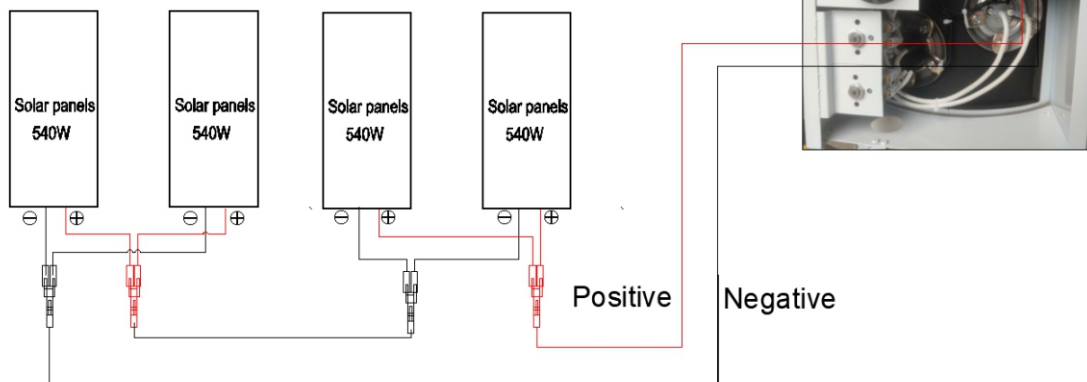 Solar panels
540W
Solar panels
540W
Solar panels
540W
Solar panels
540W
⊖ ⊕
⊖ ⊕
⊖ ⊕
⊖ ⊕
Positive
Negative